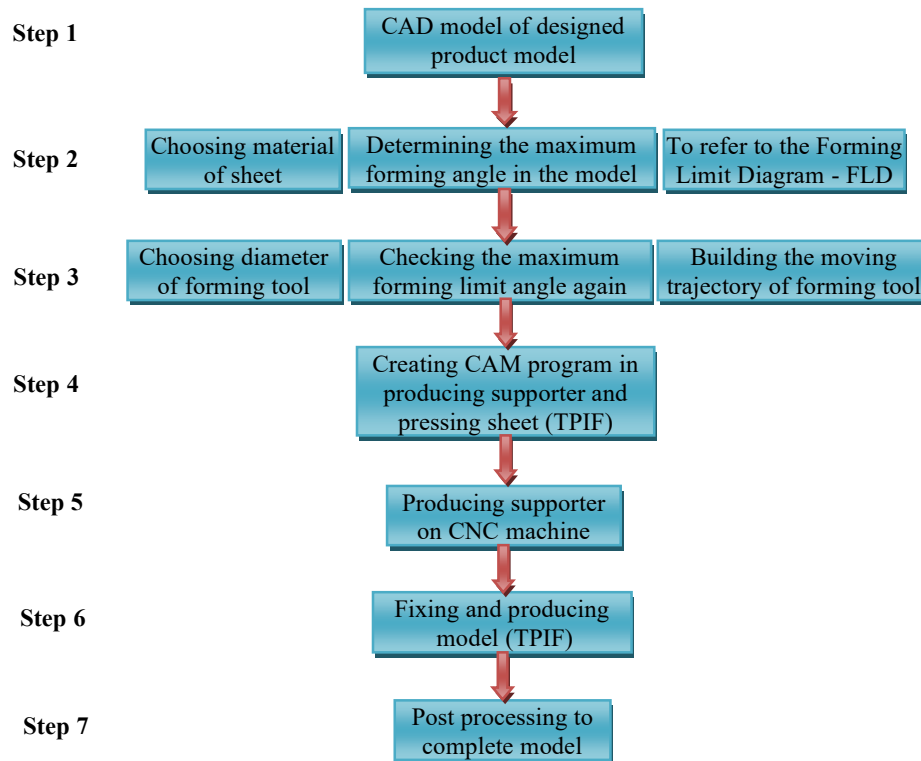 Step 1
CAD model of designed
product model
Step 2
Choosing material
of sheet
Determining the maximum
forming angle in the model
To refer to the Forming
Limit Diagram - FLD
Step 3
Choosing diameter
of forming tool
Checking the maximum
forming limit angle again
Building the moving
trajectory of forming tool
Step 4
Creating CAM program in
producing supporter and
pressing sheet (TPIF)
Step 5
Producing supporter
on CNC machine
Step 6
Fixing and producing
model (TPIF)
Step 7
Post processing to
complete model